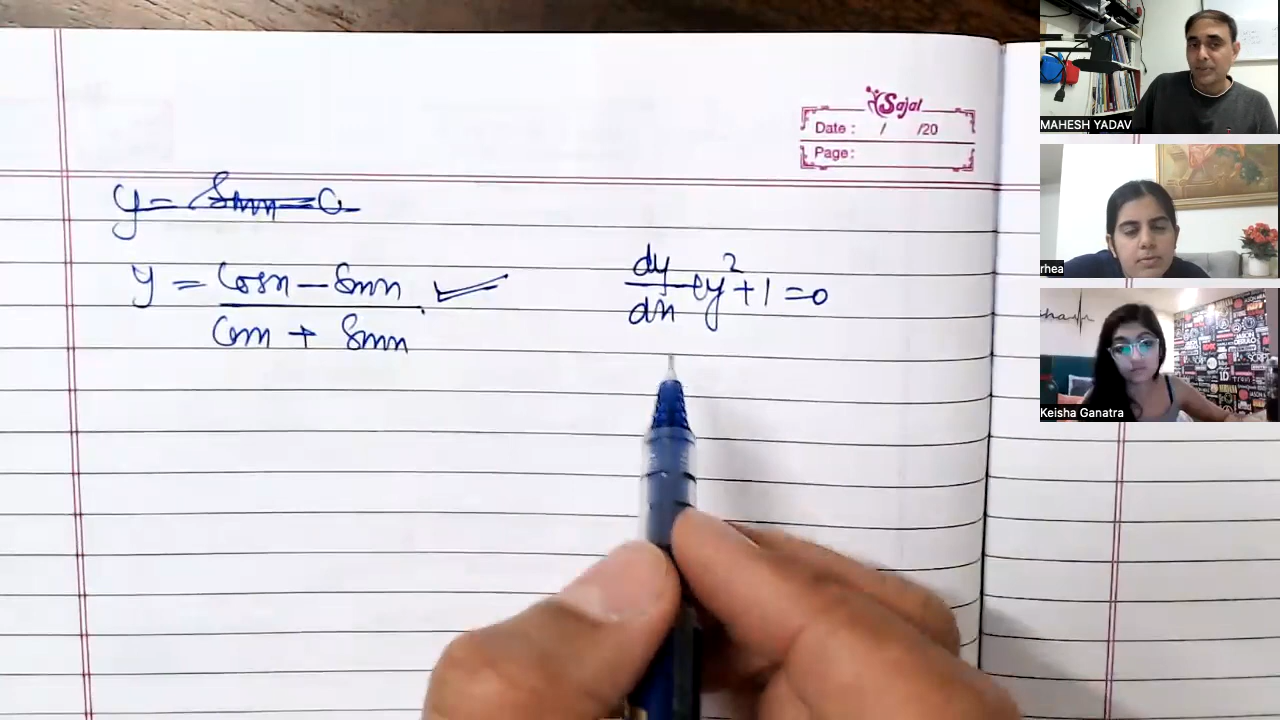 Sajal
Date : / /20
Page:
y = cosx - sinx
cosx + sinx
dy/dx + y² + 1 = 0
MAHESH YADAV
rhea
Keisha Ganatra